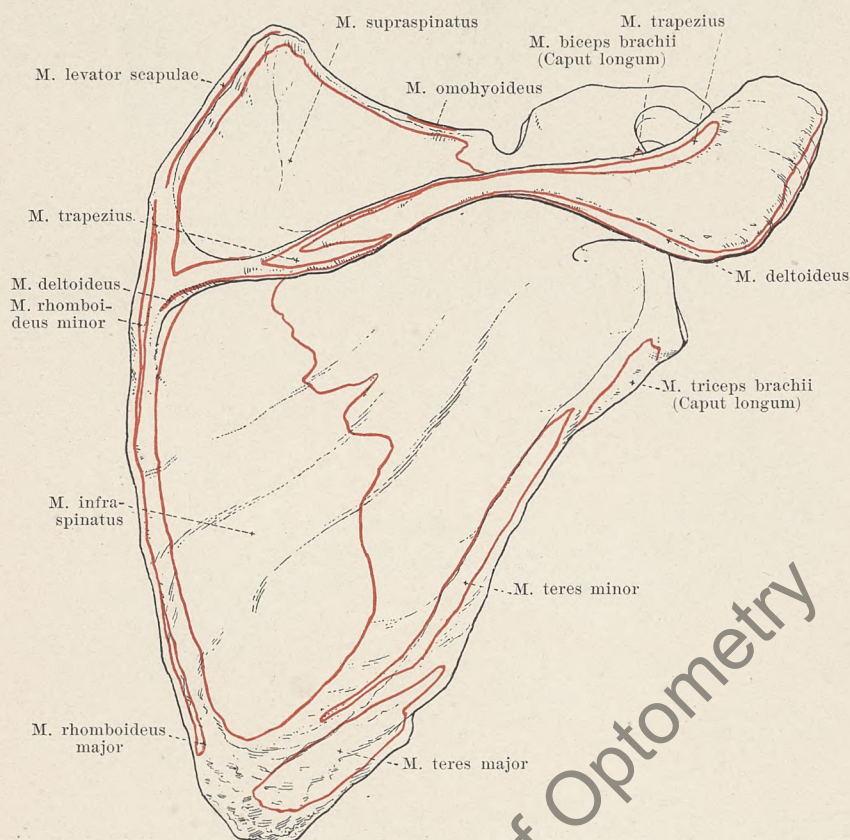 M. supraspinatus
M. trapezius
M. biceps brachii
(Caput longum)
M. levator scapulae
M. omohyoideus
M. trapezius
M. deltoideus
M. deltoideus
M. rhomboi-
deus minor
M. triceps brachii
(Caput longum)
M. infra-
spinatus
M. teres minor
M. rhomboideus
major
M. teres major
of Optometry